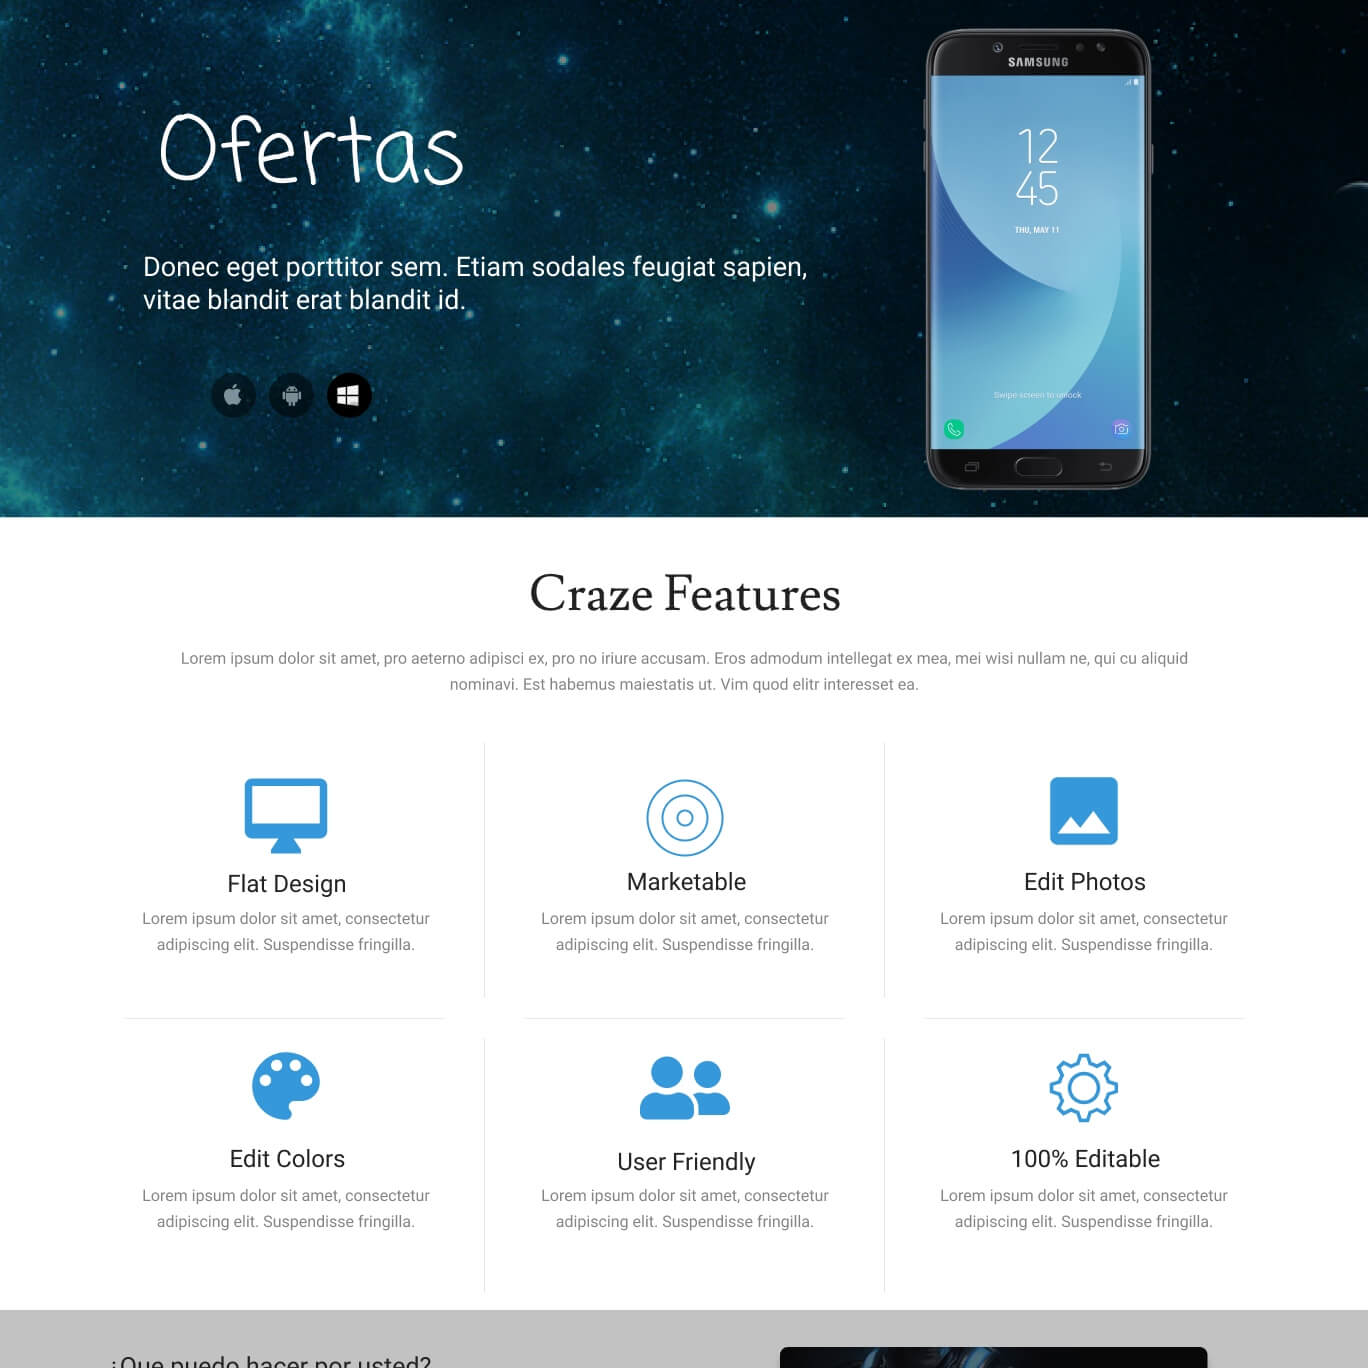 SAMSUNG
12
45
THU, MAY 11
Swipe screen to unlock
Ofertas
Donec eget porttitor sem. Etiam sodales feugiat sapien,
vitae blandit erat blandit id.
Craze Features
Lorem ipsum dolor sit amet, pro aeterno adipisci ex, pro no iriure accusam. Eros admodum intellegat ex mea, mei wisi nullam ne, qui cu aliquid
nominavi. Est habemus maiestatis ut. Vim quod elitr interesset ea.
Flat Design
Lorem ipsum dolor sit amet, consectetur
adipiscing elit. Suspendisse fringilla.
Marketable
Lorem ipsum dolor sit amet, consectetur
adipiscing elit. Suspendisse fringilla.
Edit Photos
Lorem ipsum dolor sit amet, consectetur
adipiscing elit. Suspendisse fringilla.
Edit Colors
Lorem ipsum dolor sit amet, consectetur
adipiscing elit. Suspendisse fringilla.
User Friendly
Lorem ipsum dolor sit amet, consectetur
adipiscing elit. Suspendisse fringilla.
100% Editable
Lorem ipsum dolor sit amet, consectetur
adipiscing elit. Suspendisse fringilla.
¿Que puedo hacer por usted?